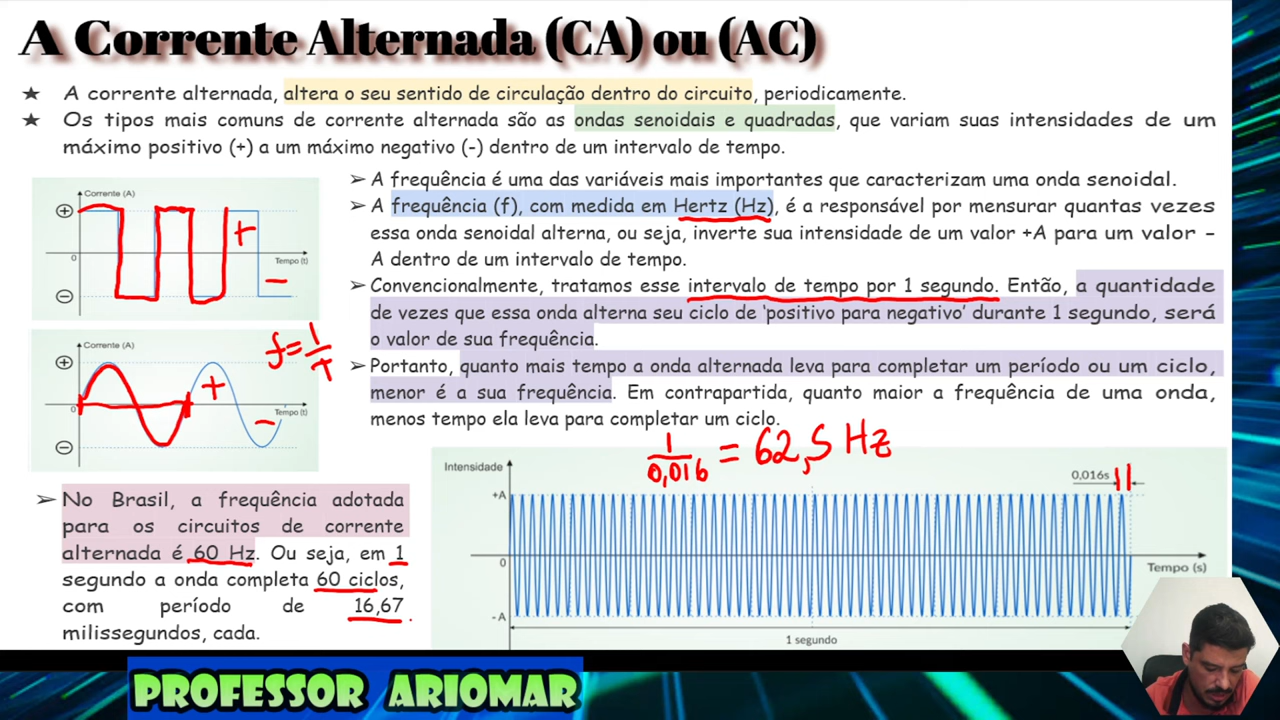 A Corrente Alternada (CA) ou (AC)
★ A corrente alternada, altera o seu sentido de circulação dentro do circuito, periodicamente.
★ Os tipos mais comuns de corrente alternada são as ondas senoidais e quadradas, que variam suas intensidades de um
máximo positivo (+) a um máximo negativo (-) dentro de um intervalo de tempo.
Corrente (A)
+
0
Tempo (t)
−
+
−
Corrente (A)
+
0
Tempo (t)
−
+
−
f=1/T
➢ A frequência é uma das variáveis mais importantes que caracterizam uma onda senoidal.
➢ A frequência (f), com medida em Hertz (Hz), é a responsável por mensurar quantas vezes
essa onda senoidal alterna, ou seja, inverte sua intensidade de um valor +A para um valor –
A dentro de um intervalo de tempo.
➢ Convencionalmente, tratamos esse intervalo de tempo por 1 segundo. Então, a quantidade
de vezes que essa onda alterna seu ciclo de ‘positivo para negativo’ durante 1 segundo, será
o valor de sua frequência.
➢ Portanto, quanto mais tempo a onda alternada leva para completar um período ou um ciclo,
menor é a sua frequência. Em contrapartida, quanto maior a frequência de uma onda,
menos tempo ela leva para completar um ciclo.
1/0,016 = 62,5 Hz
➢ No Brasil, a frequência adotada
para os circuitos de corrente
alternada é 60 Hz. Ou seja, em 1
segundo a onda completa 60 ciclos,
com período de 16,67
milissegundos, cada.
Intensidade
0,016s
+A
0
Tempo (s)
-A
1 segundo
PROFESSOR ARIOMAR